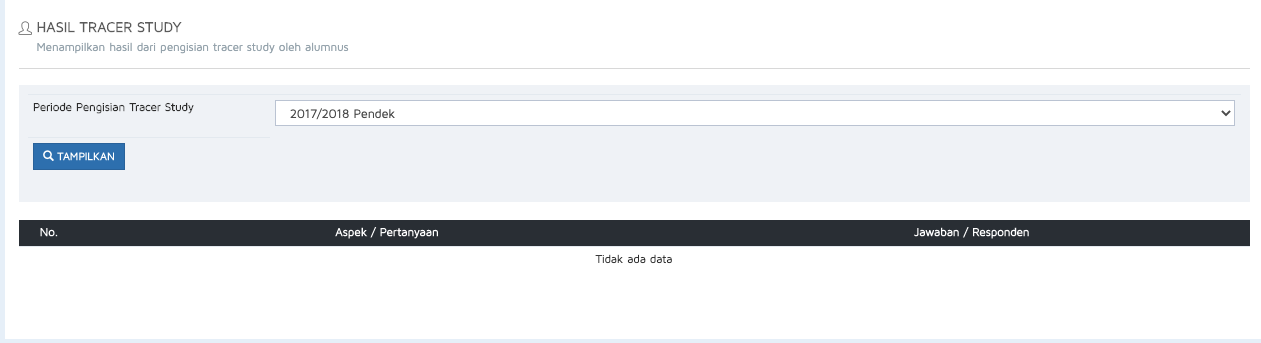 HASIL TRACER STUDY
Menampilkan hasil dari pengisian tracer study oleh alumnus
Periode Pengisian Tracer Study
2017/2018 Pendek
TAMPILKAN
No. Aspek / Pertanyaan Jawaban / Responden
Tidak ada data